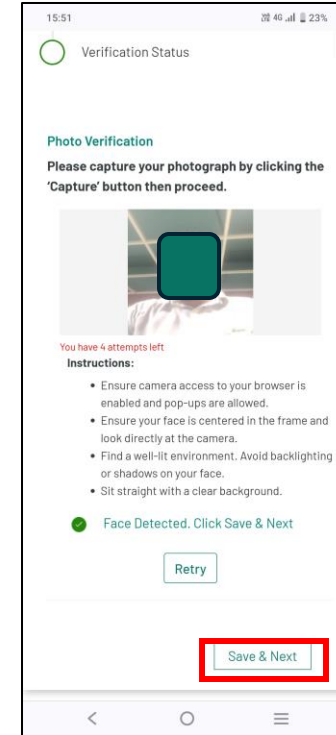 15:51 4G 23%
Verification Status
Photo Verification
Please capture your photograph by clicking the
‘Capture’ button then proceed.
You have 4 attempts left
Instructions:
• Ensure camera access to your browser is
enabled and pop-ups are allowed.
• Ensure your face is centered in the frame and
look directly at the camera.
• Find a well-lit environment. Avoid backlighting
or shadows on your face.
• Sit straight with a clear background.
Face Detected. Click Save & Next
Retry
Save & Next